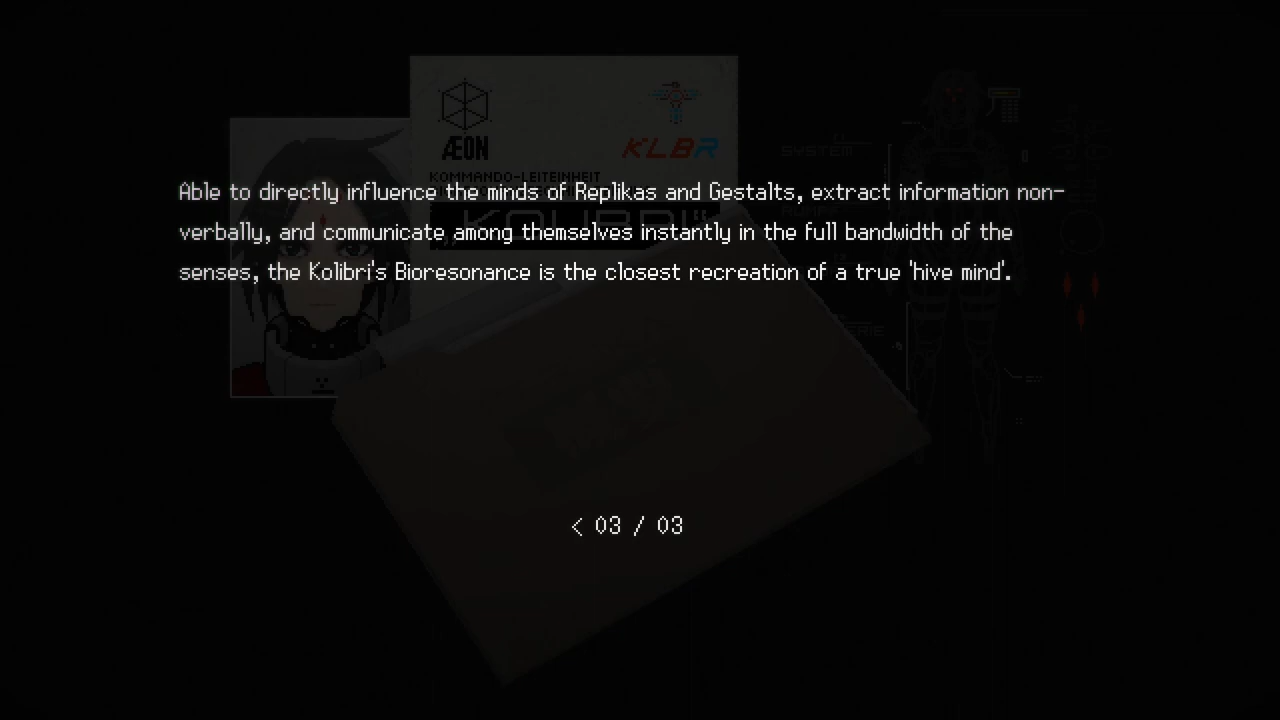 ÆON
KLBR
KOMMANDO-LEITEINHEIT
SYSTEM
Able to directly influence the minds of Replikas and Gestalts, extract information non-
verbally, and communicate among themselves instantly in the full bandwidth of the
senses, the Kolibri's Bioresonance is the closest recreation of a true 'hive mind'.
< 03 / 03